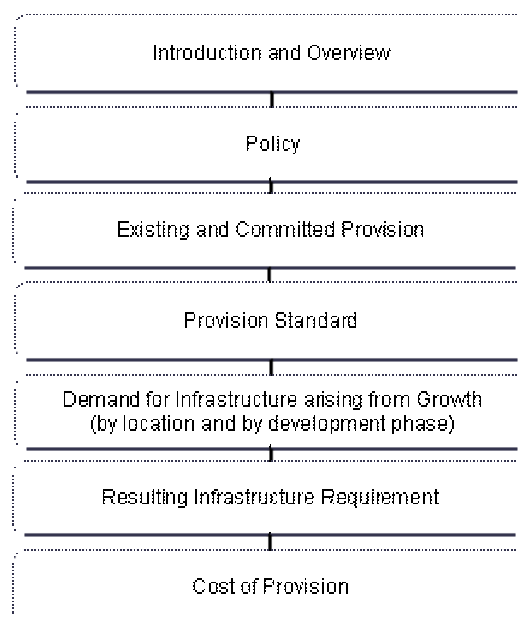 Introduction and Overview
Policy
Existing and Committed Provision
Provision Standard
Demand for Infrastructure arising from Growth
(by location and by development phase)
Resulting Infrastructure Requirement
Cost of Provision